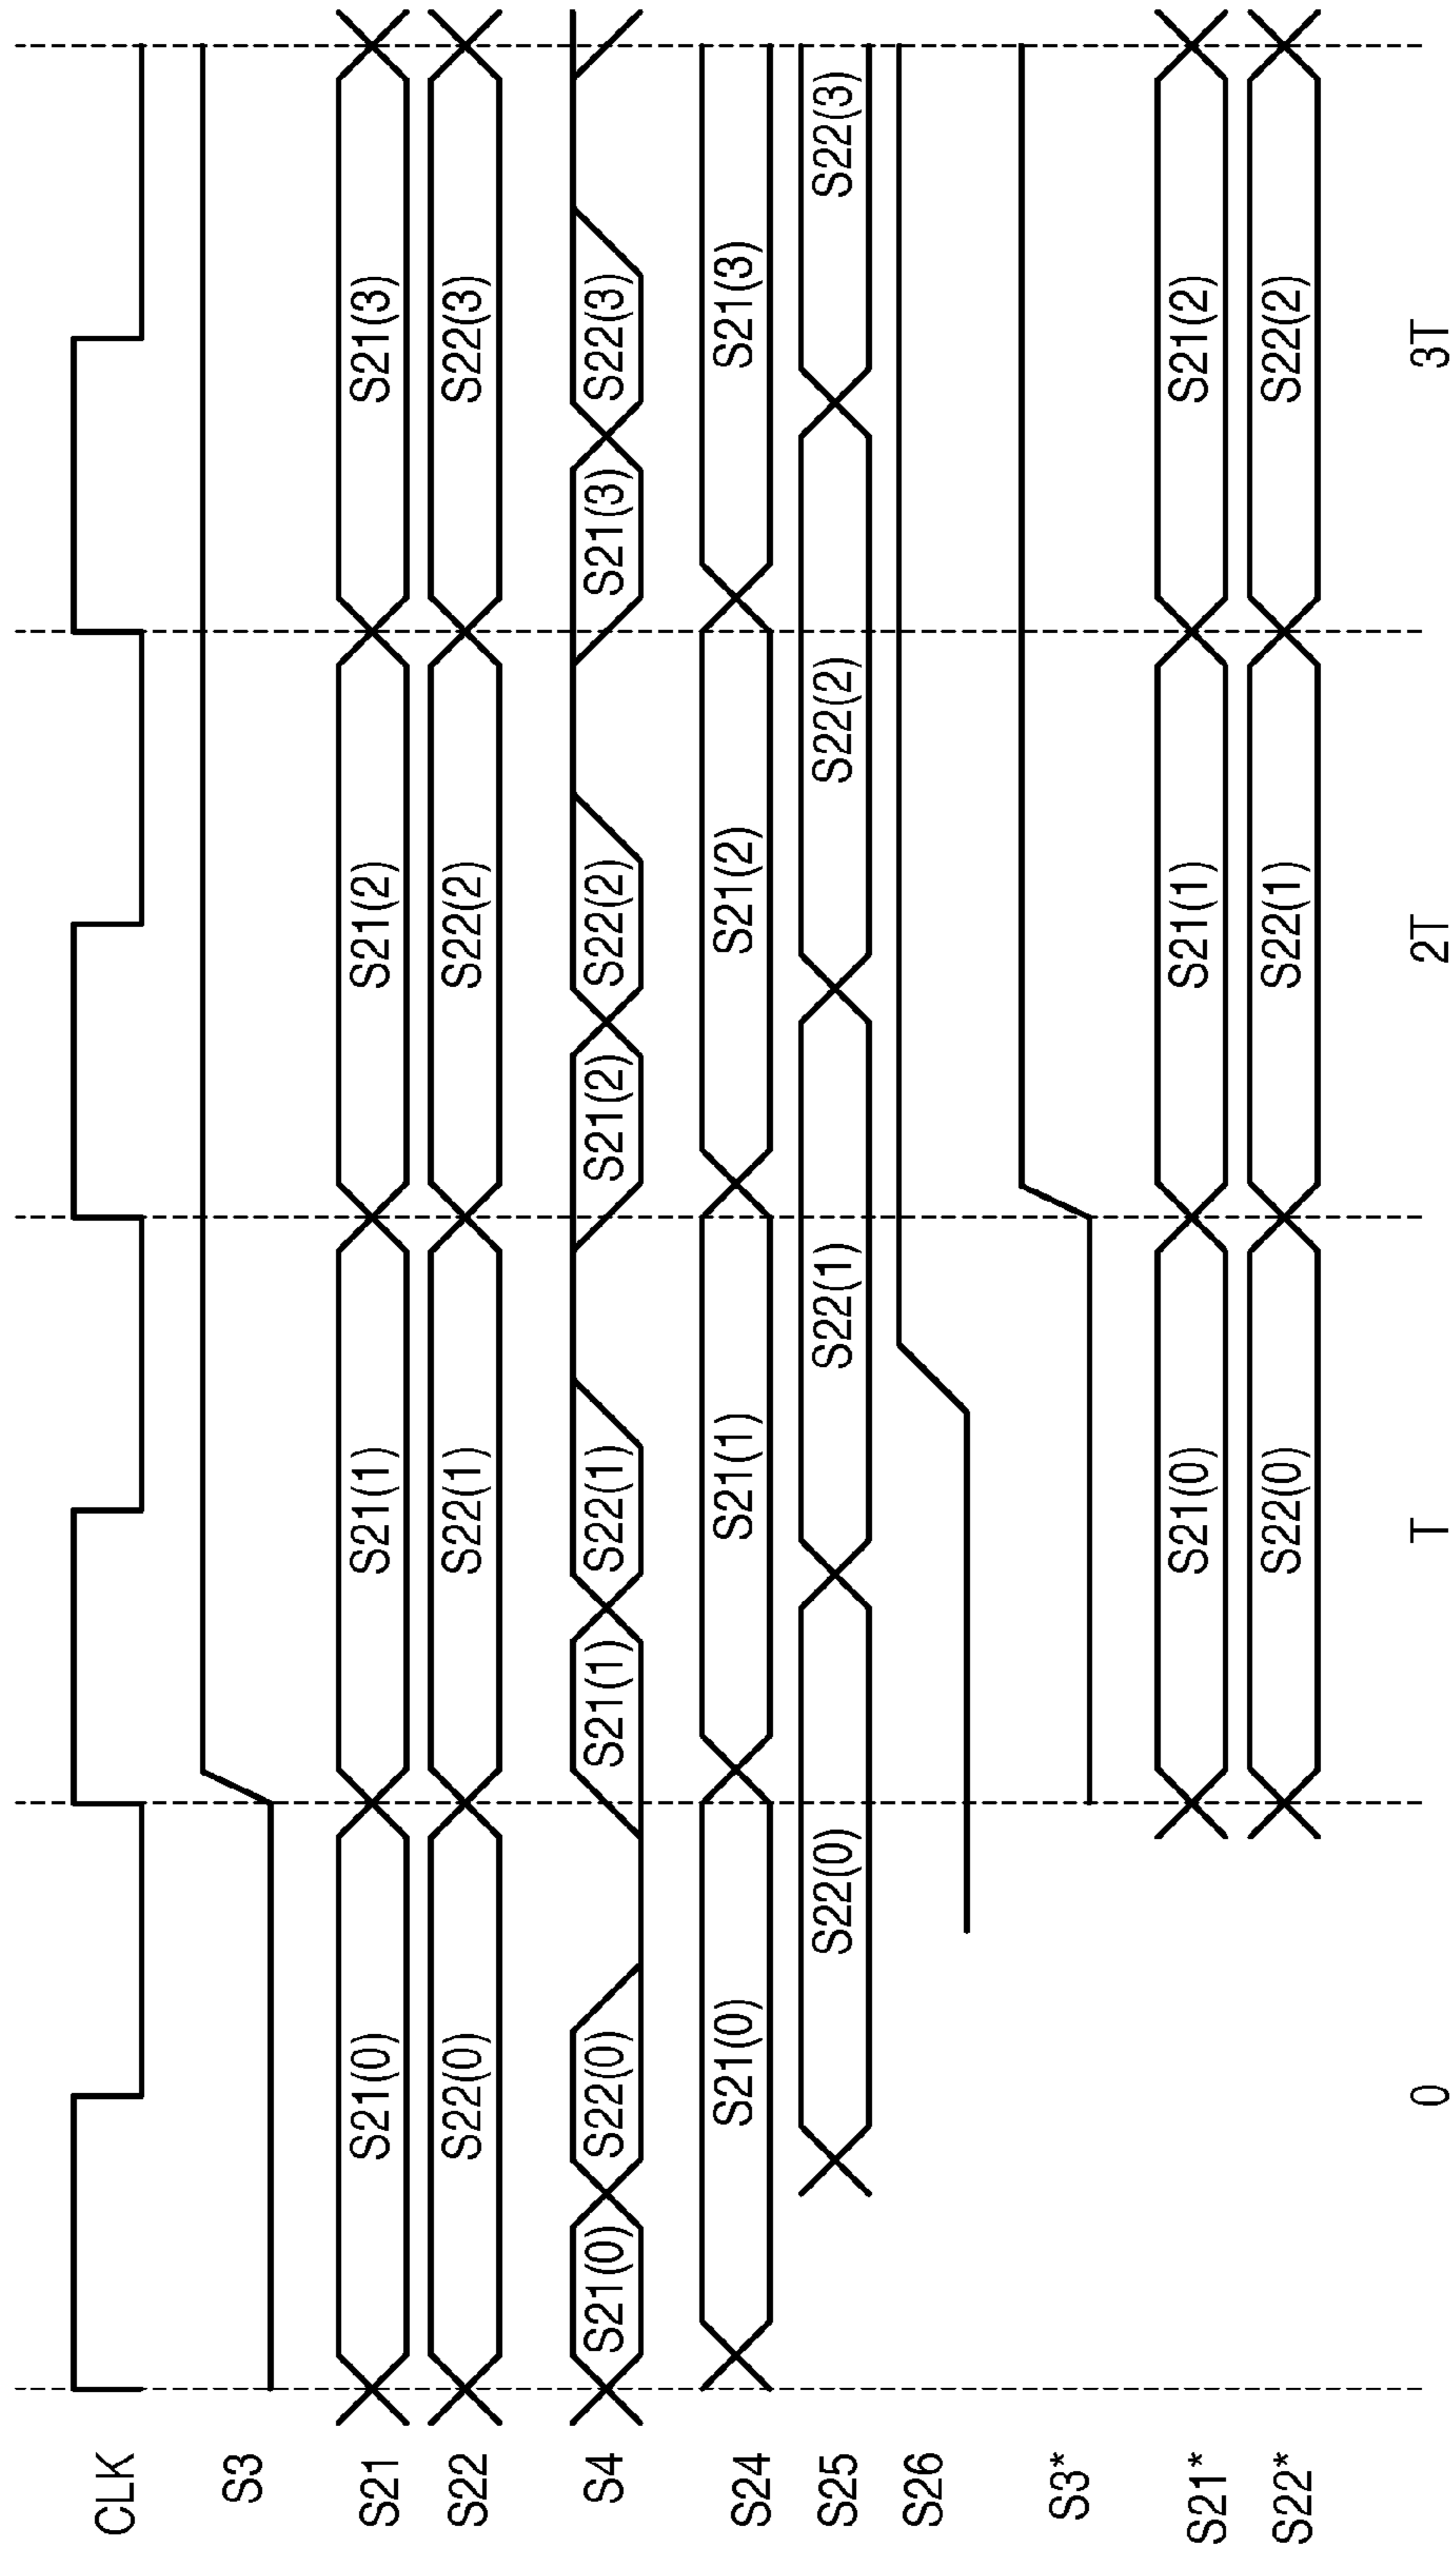 CLK
S3
S21 S21(0) S21(1) S21(2) S21(3)
S22 S22(0) S22(1) S22(2) S22(3)
S4 S21(0) S22(0) S21(1) S22(1) S21(2) S22(2) S21(3) S22(3)
S24 S21(0) S21(1) S21(2) S21(3)
S25 S22(0) S22(1) S22(2) S22(3)
S26
S3*
S21* S21(0) S21(1) S21(2)
S22* S22(0) S22(1) S22(2)
0 T 2T 3T